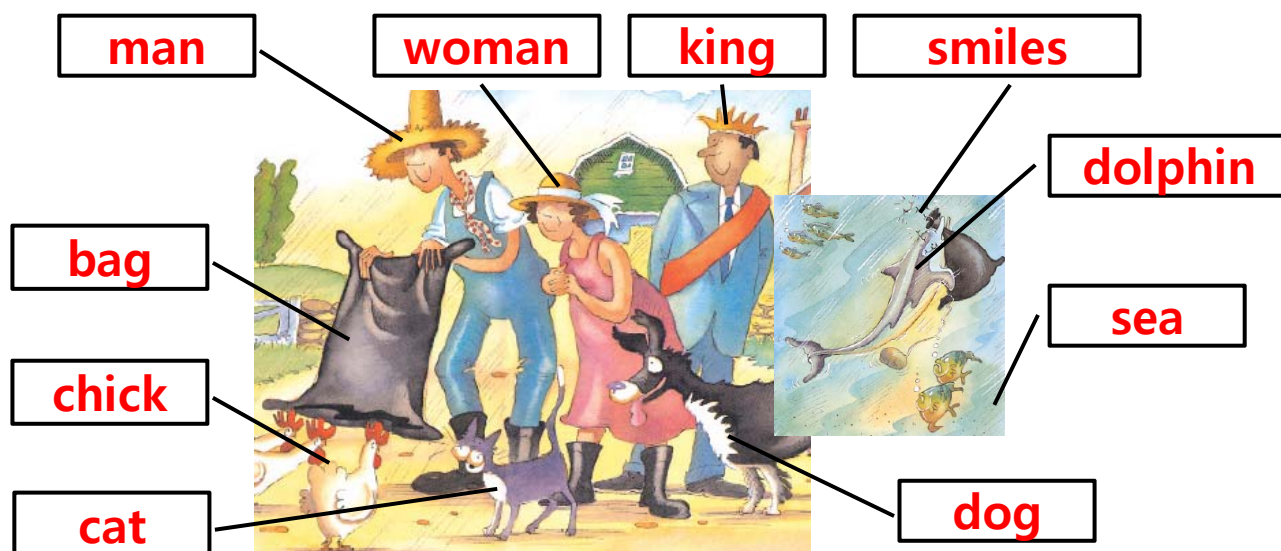 man
woman
king
smiles
dolphin
bag
sea
chick
cat
dog